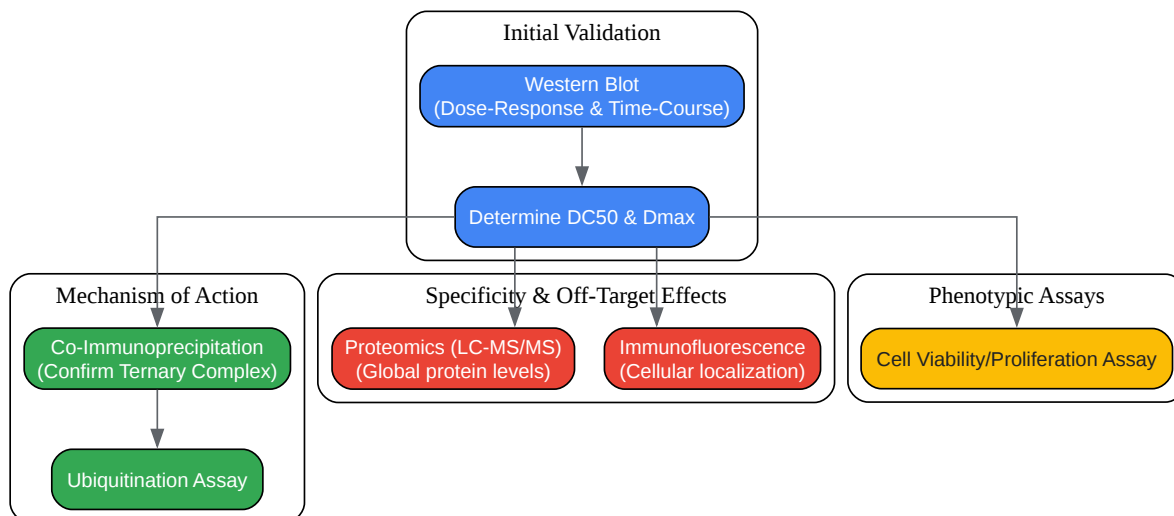 Initial Validation
Western Blot
(Dose-Response & Time-Course)
Determine DC50 & Dmax
Mechanism of Action
Co-Immunoprecipitation
(Confirm Ternary Complex)
Ubiquitination Assay
Specificity & Off-Target Effects
Proteomics (LC-MS/MS)
(Global protein levels)
Immunofluorescence
(Cellular localization)
Phenotypic Assays
Cell Viability/Proliferation Assay